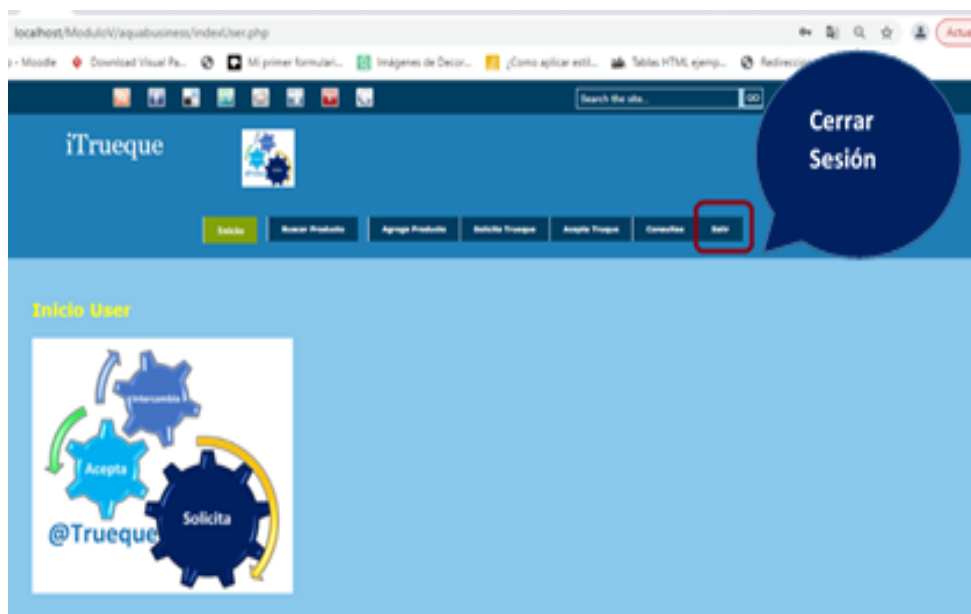 localhost/ModuloV/aquabusiness/indexUser.php
- Moodle
Download Visual Pa...
Mi primer formulari...
Imágenes de Decor...
¿Como aplicar estil...
Tablas HTML ejemp...
Search the site...
GO
Cerrar
Sesión
iTrueque
Inicio
Buscar Producto
Agrega Producto
Solicita Trueque
Acepta Trueque
Consultas
Salir
Inicio User
Intercambia
Acepta
Solicita
@Trueque